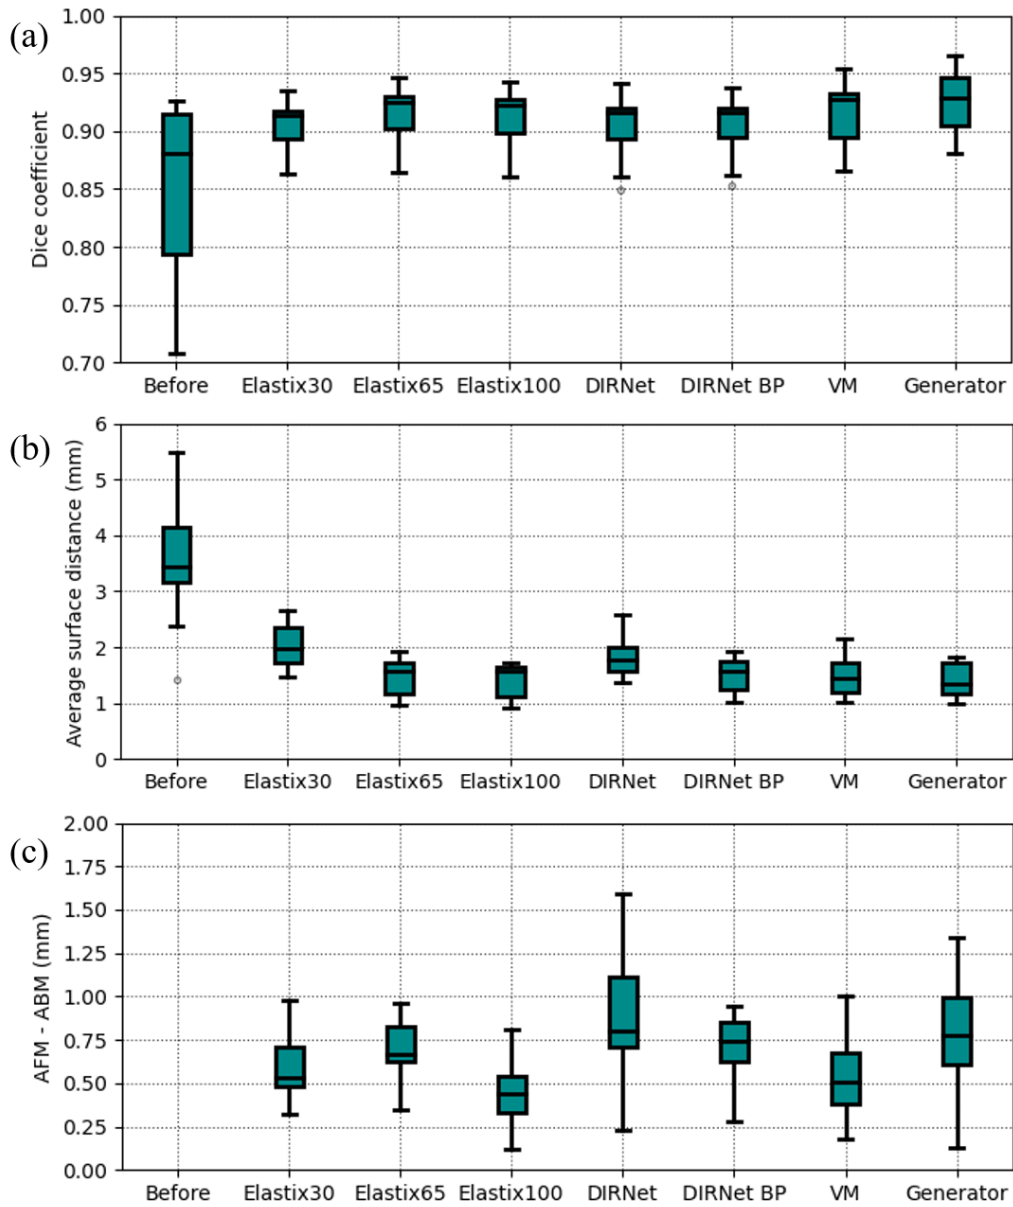 (a)
Dice coefficient
1.00
0.95
0.90
0.85
0.80
0.75
0.70
Before Elastix30 Elastix65 Elastix100 DIRNet DIRNet BP VM Generator
(b)
Average surface distance (mm)
6
5
4
3
2
1
0
Before Elastix30 Elastix65 Elastix100 DIRNet DIRNet BP VM Generator
(c)
AFM - ABM (mm)
2.00
1.75
1.50
1.25
1.00
0.75
0.50
0.25
0.00
Before Elastix30 Elastix65 Elastix100 DIRNet DIRNet BP VM Generator